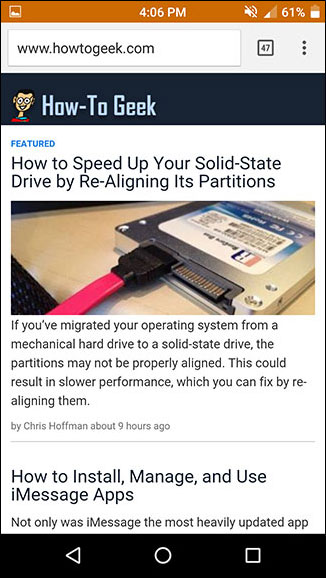 4:06 PM
61%
www.howtogeek.com
47
How-To Geek
FEATURED
How to Speed Up Your Solid-State
Drive by Re-Aligning Its Partitions
If you've migrated your operating system from a
mechanical hard drive to a solid-state drive, the
partitions may not be properly aligned. This could
result in slower performance, which you can fix by re-
aligning them.
by Chris Hoffman about 9 hours ago
How to Install, Manage, and Use
iMessage Apps
Not only was iMessage the most heavily updated app